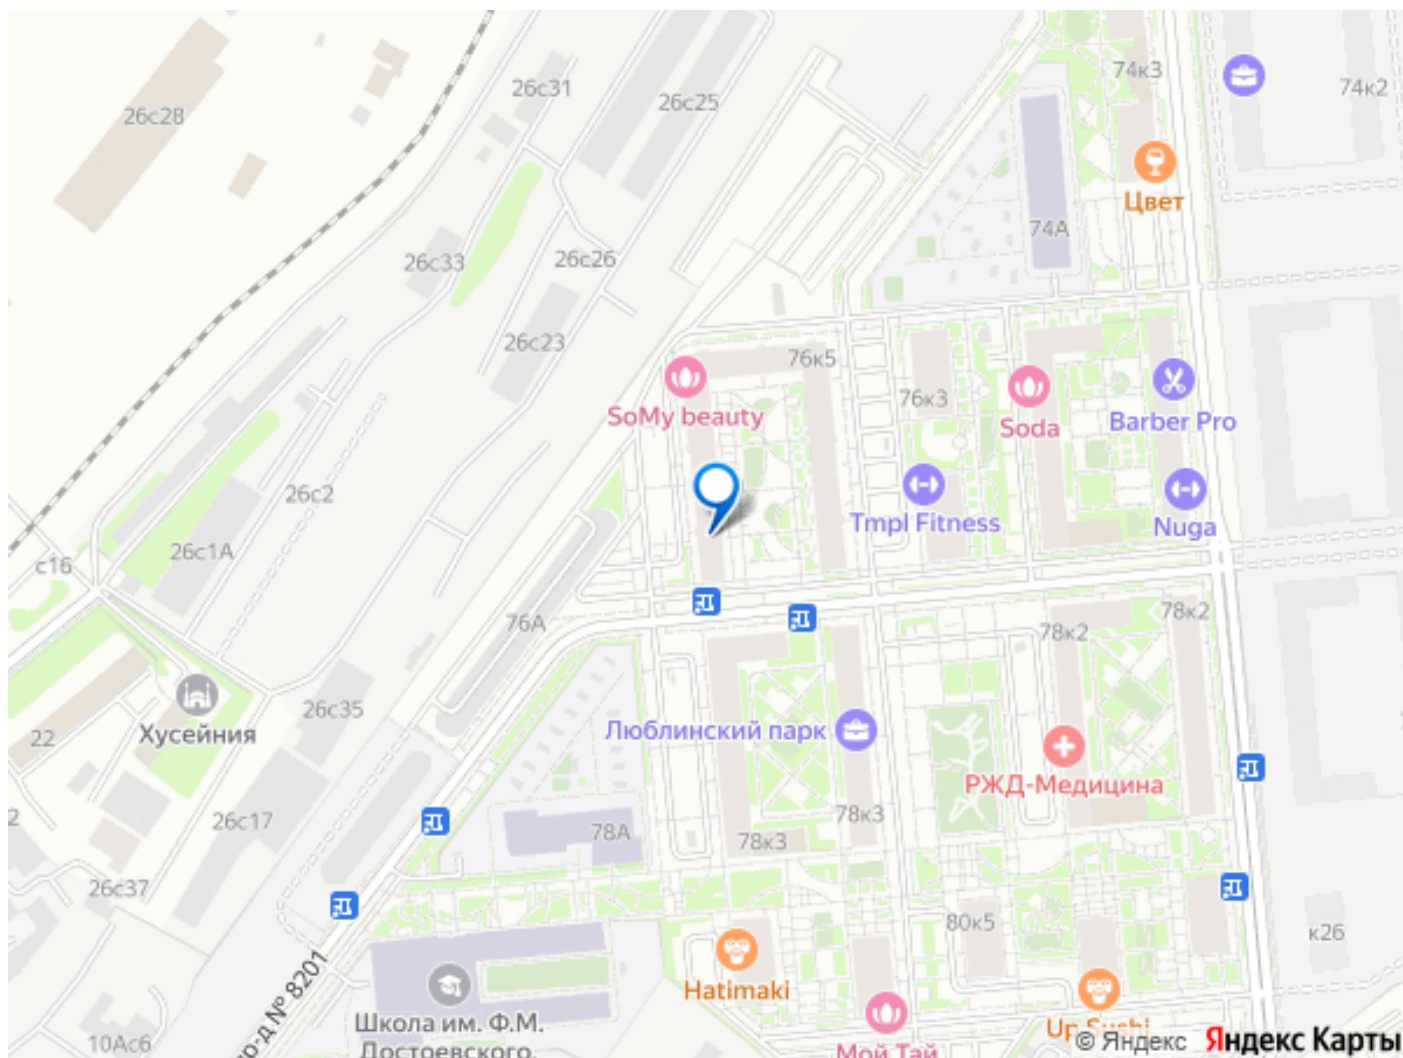 74к3
26с31
74к2
26с25
26с28
Цвет
74А
26с33
26с26
26с23
76к5
76к3
SoMy beauty
Soda
Barber Pro
26с2
Tmpl Fitness
Nuga
26с1А
с16
76А
78к2
78к2
26с35
Хусейния
22
Люблинский парк
РЖД-Медицина
2
26с17
78А
78к3
78к3
26с37
80к5
к26
Hatimaki
Школа им. Ф.М.
Достоевского,
10Ас6
пр-д № 8201
Up Sushi
Мой Тай
© Яндекс Яндекс Карты